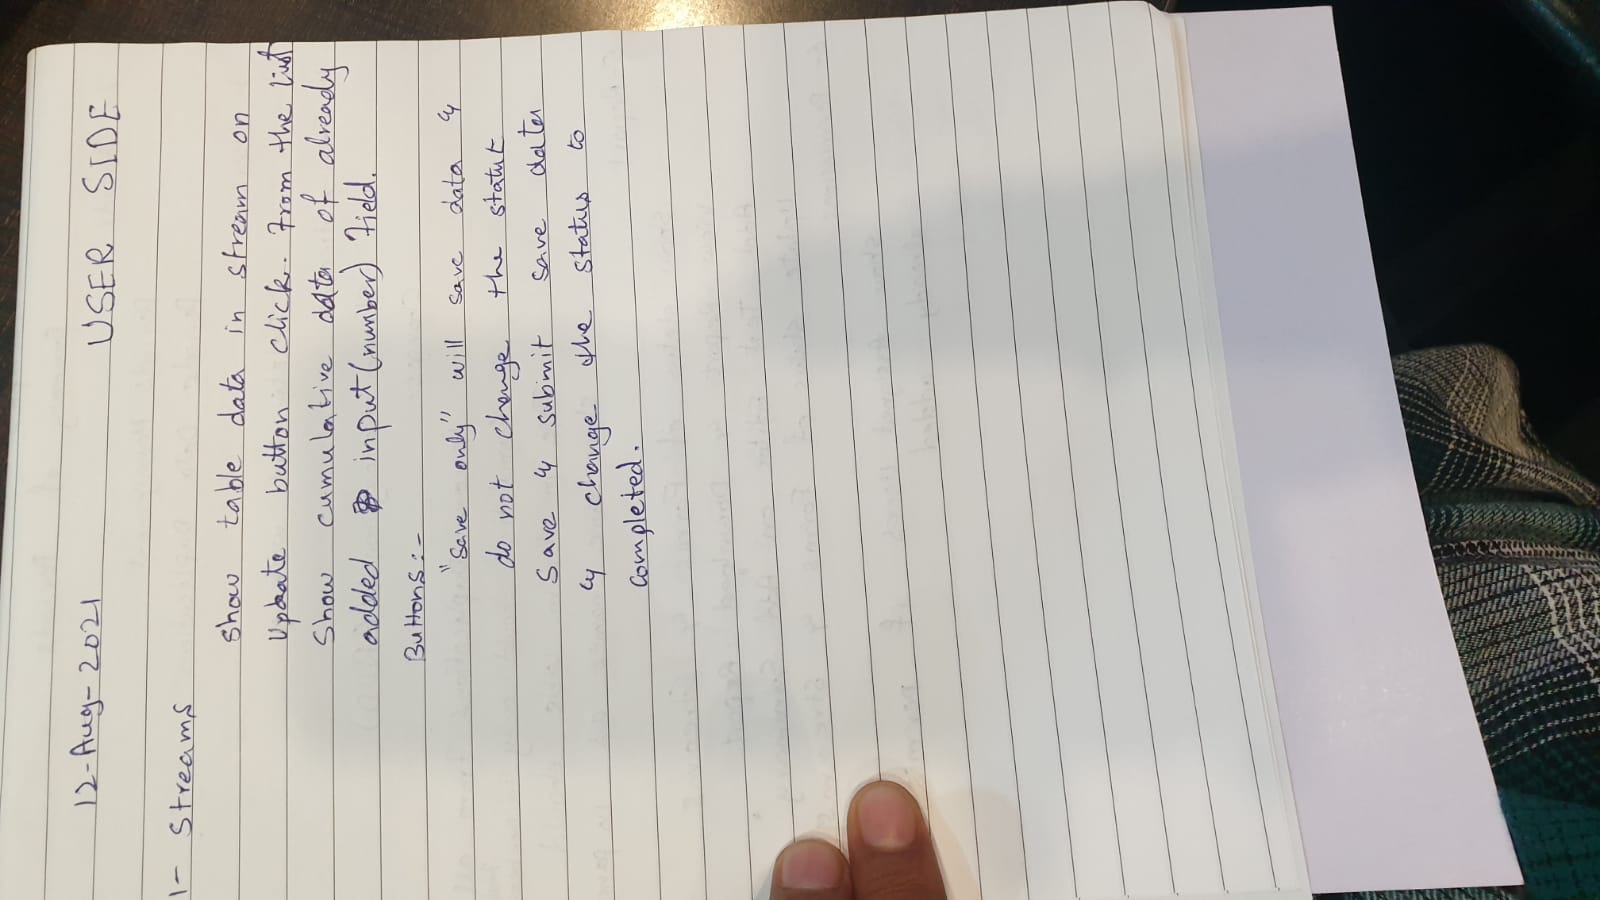 12-Aug-2021 USER SIDE
1- Streams
Show table data in stream on
Update button click. From the list
Show cumulative data of already
added input (number) Field.
Buttons:-
"Save only" will save data &
do not change the statut
Save & submit save data
& change the status to
completed.